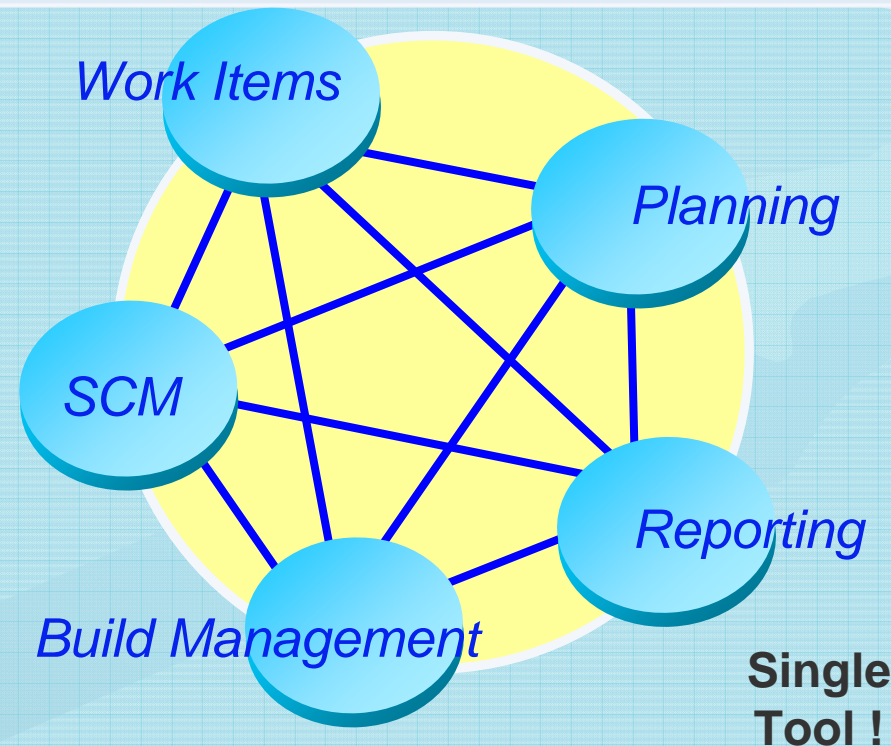 Work Items
Planning
SCM
Reporting
Build Management
Single
Tool !